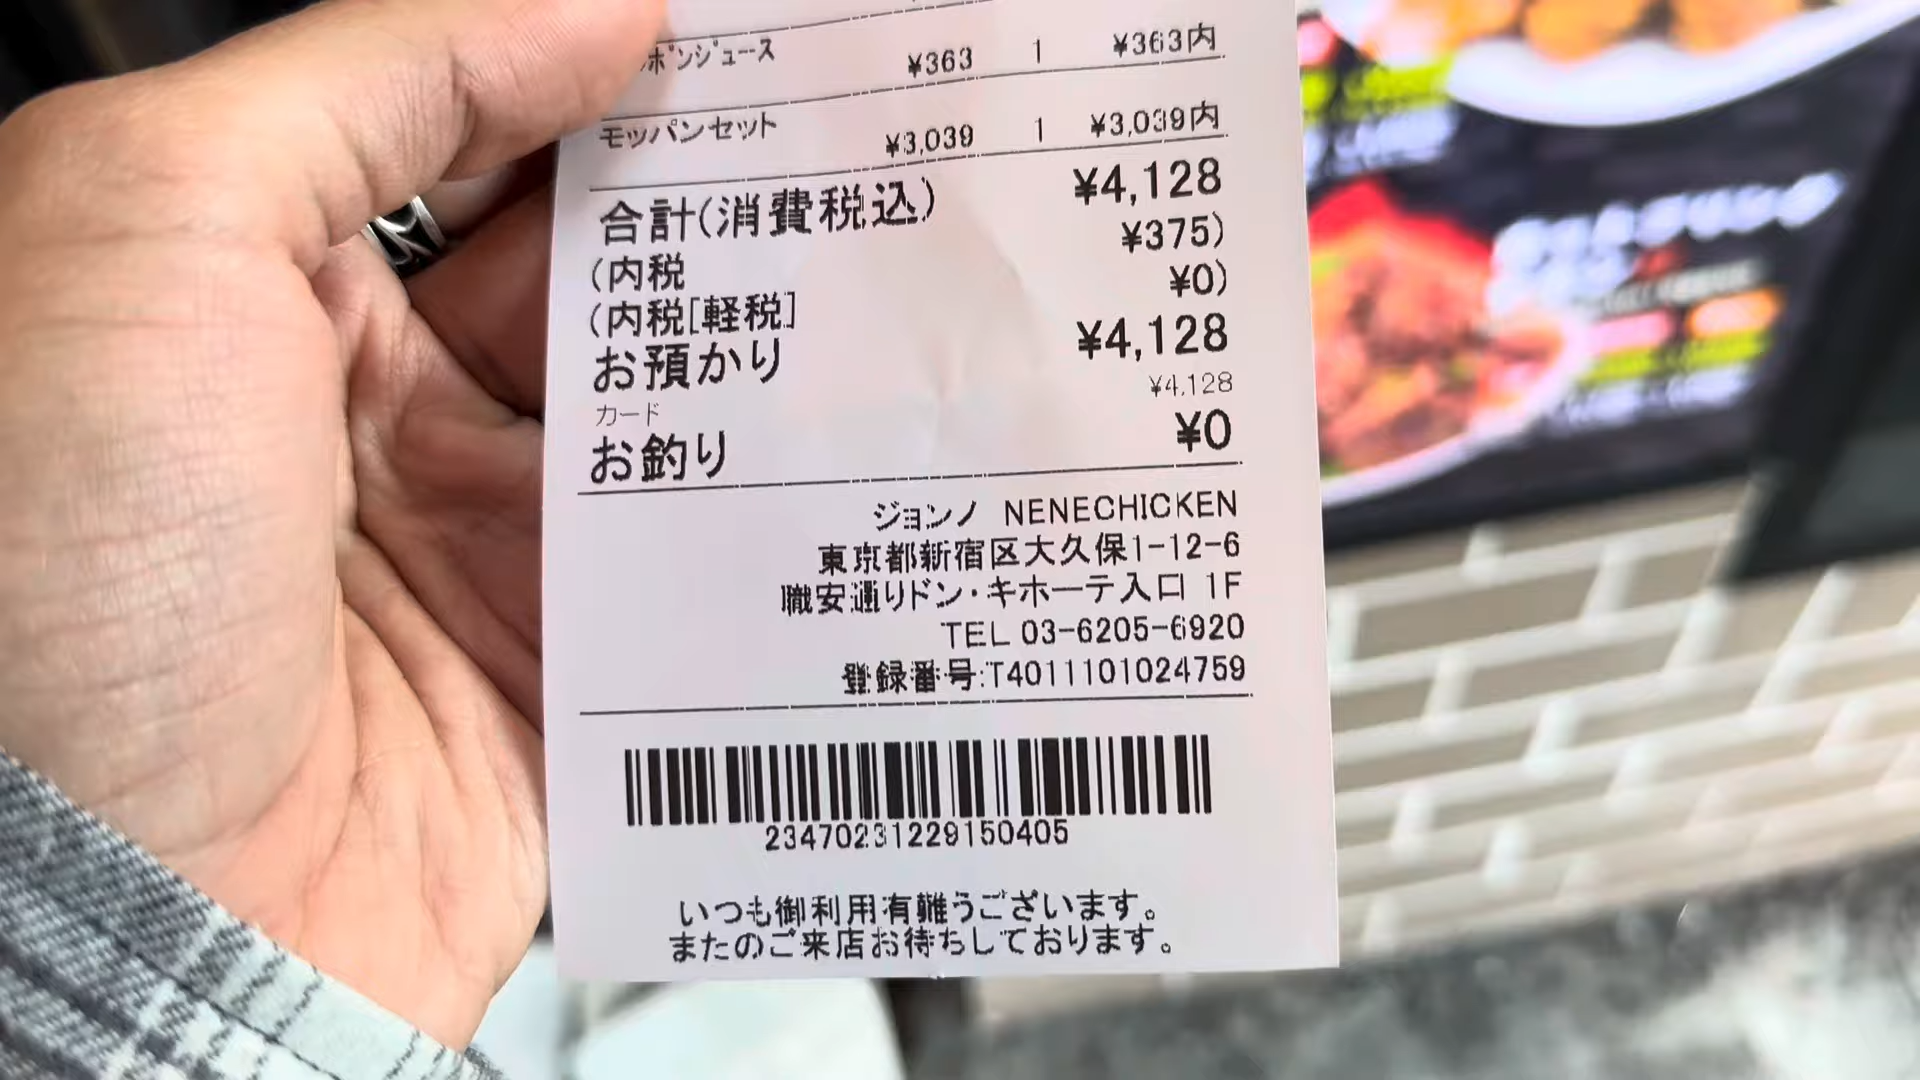 ボンジュース ¥363 1 ¥363内
モッパンセット ¥3,039 1 ¥3,039内
合計(消費税込) ¥4,128
(内税 ¥375)
(内税[軽税] ¥0)
お預かり ¥4,128
カード ¥4,128
お釣り ¥0
ジョンノ NENECHICKEN
東京都新宿区大久保1-12-6
職安通りドン・キホーテ入口 1F
TEL 03-6205-6920
登録番号:T4011101024759
23470231229150405
いつも御利用有難うございます。
またのご来店お待ちしております。